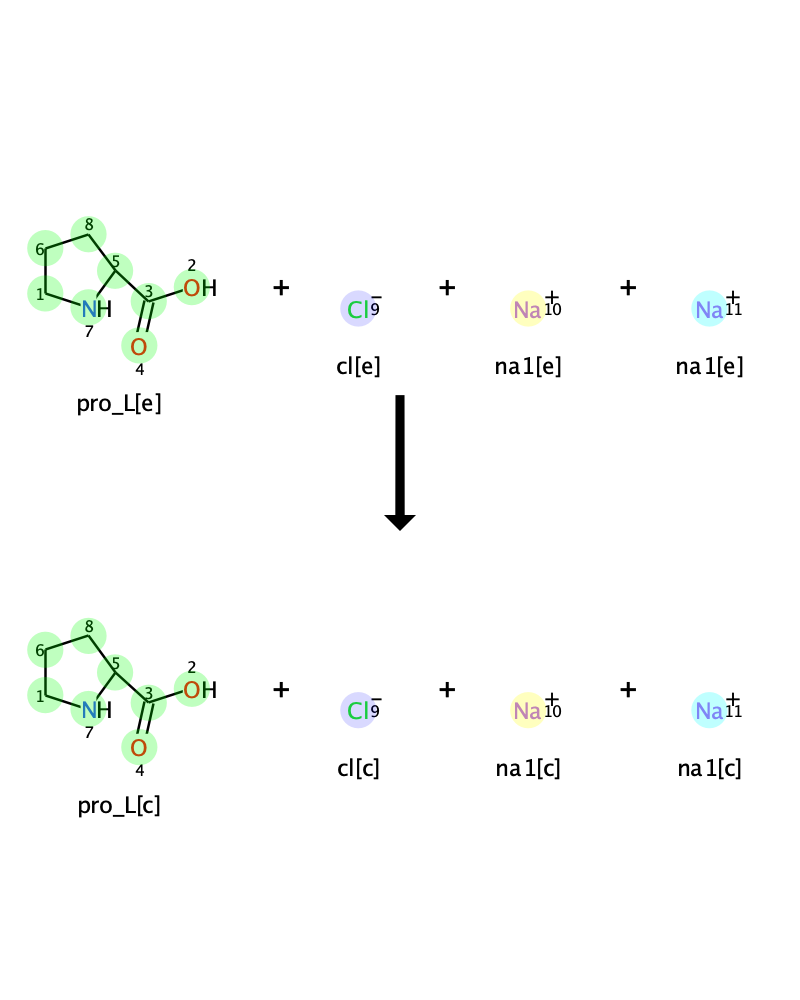 8
6
5
2
1
3
OH
NH
7
O
4
+
Cl
−
9
+
Na
+
10
+
Na
+
11
pro_L[e]
cl[e]
na1[e]
na1[e]
8
6
5
2
1
3
OH
NH
7
O
4
+
Cl
−
9
+
Na
+
10
+
Na
+
11
pro_L[c]
cl[c]
na1[c]
na1[c]